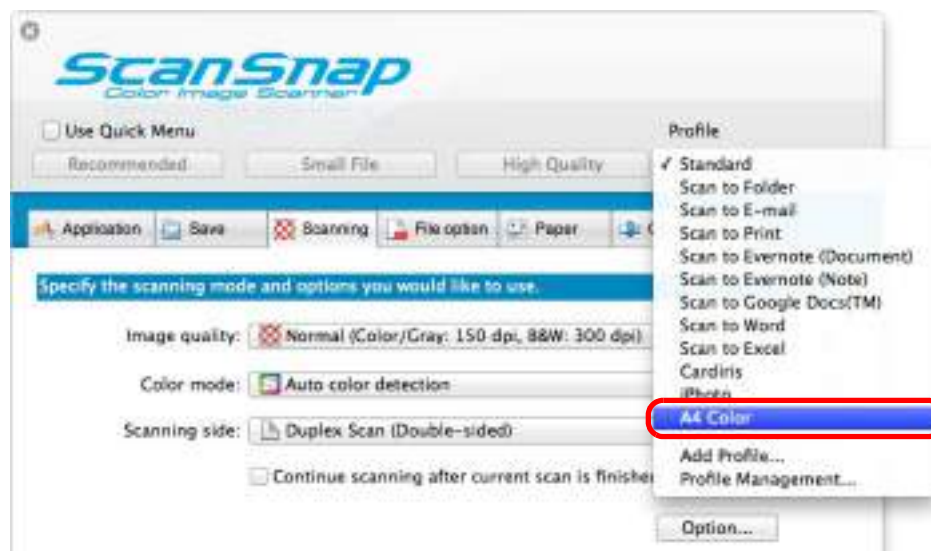 ScanSnap
Color Image Scanner
Use Quick Menu
Profile
Recommended
Small File
High Quality
✓ Standard
Scan to Folder
Scan to E-mail
Scan to Print
Scan to Evernote (Document)
Scan to Evernote (Note)
Scan to Google Docs(TM)
Scan to Word
Scan to Excel
Cardiris
iPhoto
A4 Color
Add Profile...
Profile Management...
Application
Save
Scanning
File option
Paper
Specify the scanning mode and options you would like to use.
Image quality:
Normal (Color/Gray: 150 dpi, B&W: 300 dpi)
Color mode:
Auto color detection
Scanning side:
Duplex Scan (Double-sided)
Continue scanning after current scan is finishe
Option...